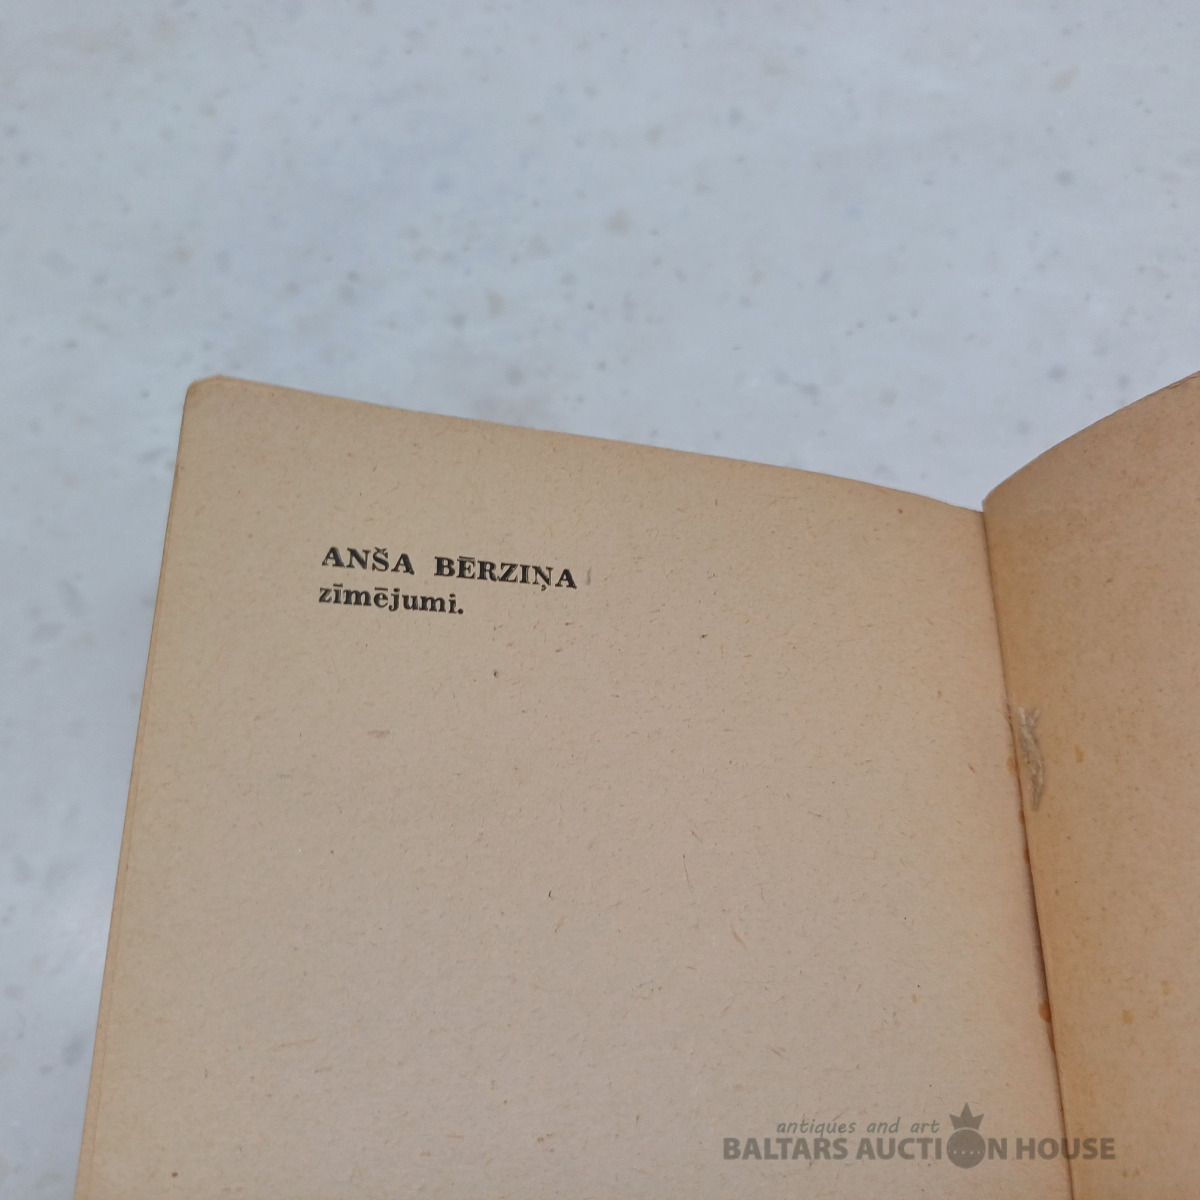 ANŠA BĒRZIŅA
zīmējumi.
antiques and art
BALTARS AUCTION HOUSE